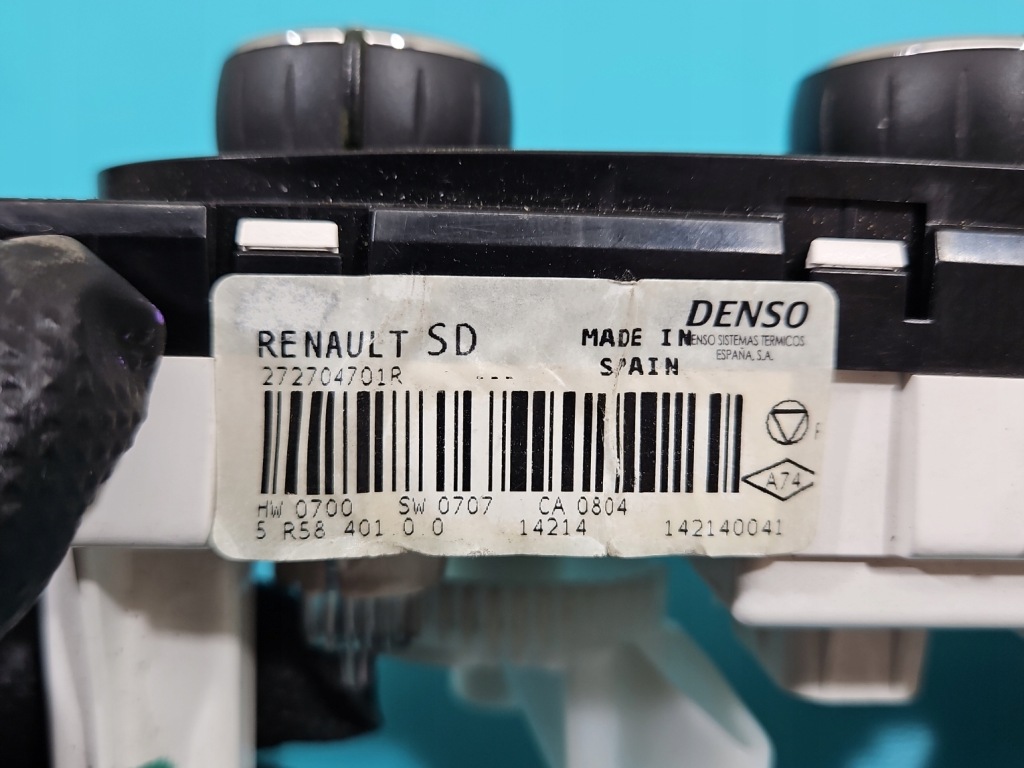 RENAULT SD
MADE IN
SPAIN
DENSO
DENSO SISTEMAS TERMICOS
ESPAÑA, S.A.
272704701R
A74
HW 0700 SW 0707 CA 0804
5 R58 401 0 0 14214 142140041